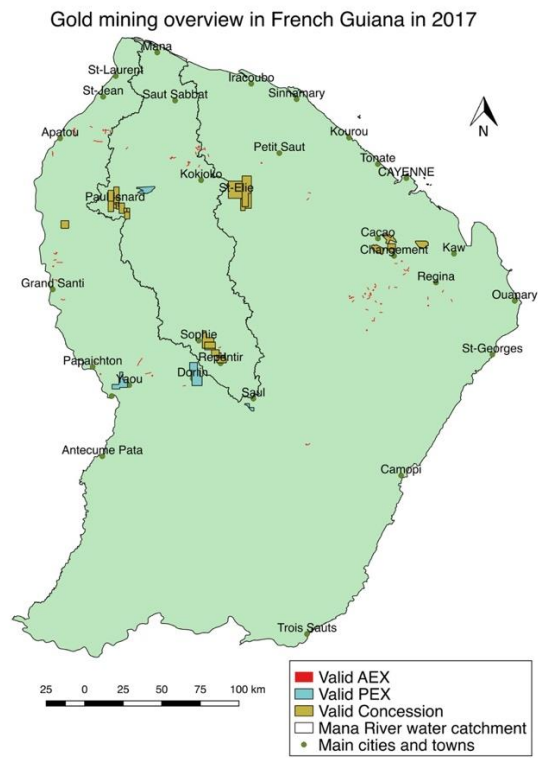 Gold mining overview in French Guiana in 2017
Mana
St-Laurent
Iracoubo
St-Jean
Saut Sabbat
Sinnamary
Apatou
Kourou
N
Petit Saut
Tonate
Kokioko
CAYENNE
St-Elie
Paul Isnard
Cacao
Changement
Kaw
Regina
Grand Santi
Ouanary
Sophie
St-Georges
Repentir
Papaichton
Dorlin
Yaou
Saul
Antecume Pata
Camopi
Trois Sauts
Valid AEX
Valid PEX
Valid Concession
Mana River water catchment
Main cities and towns
25 0 25 50 75 100 km